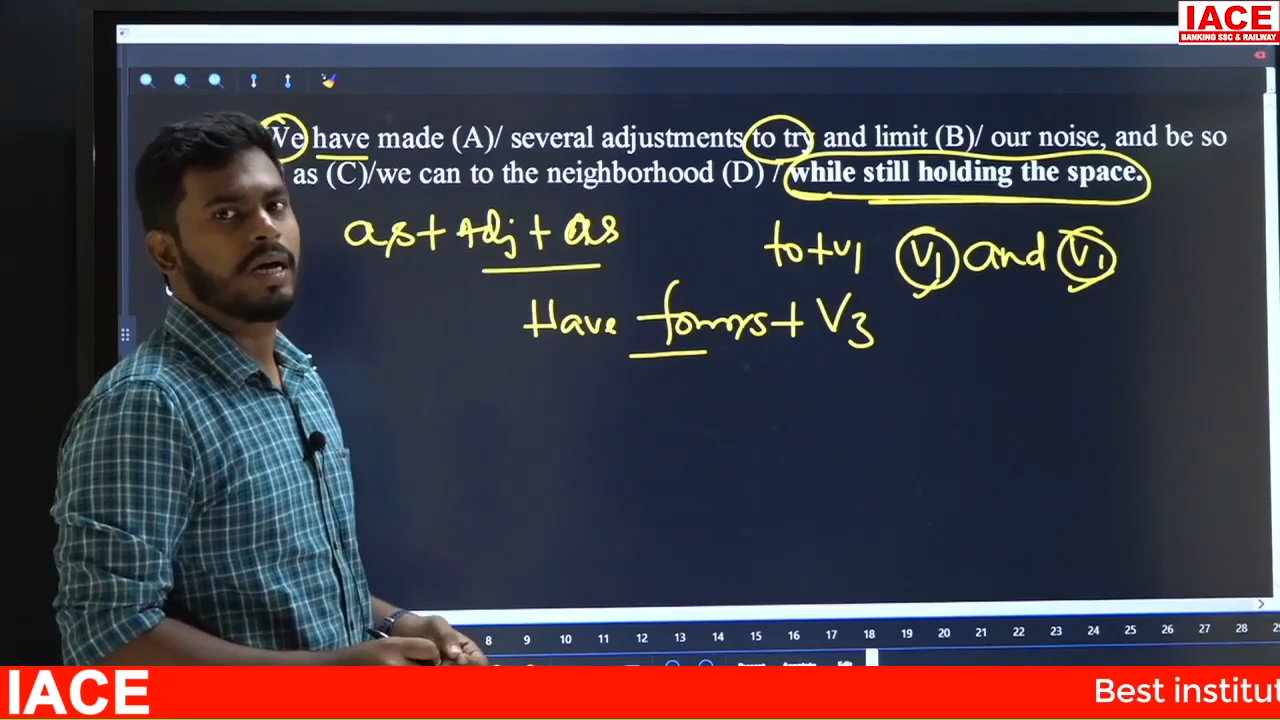 IACE
BANKING SSC & RAILWAY
We have made (A)/ several adjustments to try and limit (B)/ our noise, and be so
as (C)/we can to the neighborhood (D) / while still holding the space.
as + Adj + as
to+v1 V1 and V1
Have forms + V3
8 9 10 11 12 13 14 15 16 17 18 19 20 21 22 23 24 25 26 27 28
IACE
Best institut